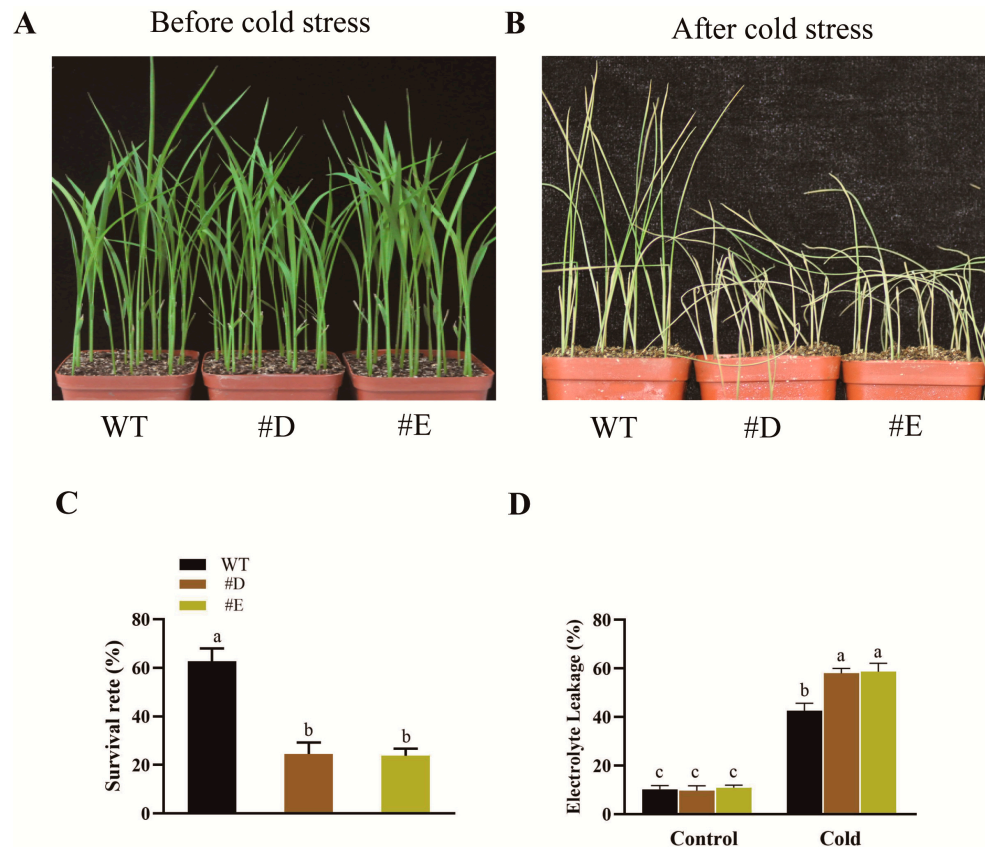 A Before cold stress
B After cold stress
WT #D #E
WT #D #E
C
WT
#D
#E
Survival rete (%)
80
60
40
20
0
a
b
b
D
Electrolyte Leakage (%)
80
60
40
20
0
c c c
b a a
Control Cold